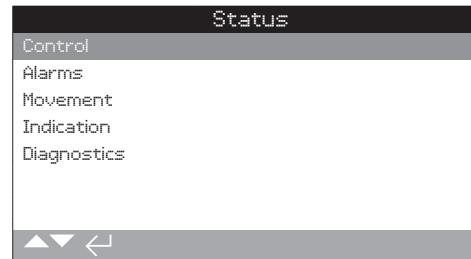 Status
Control
Alarms
Movement
Indication
Diagnostics